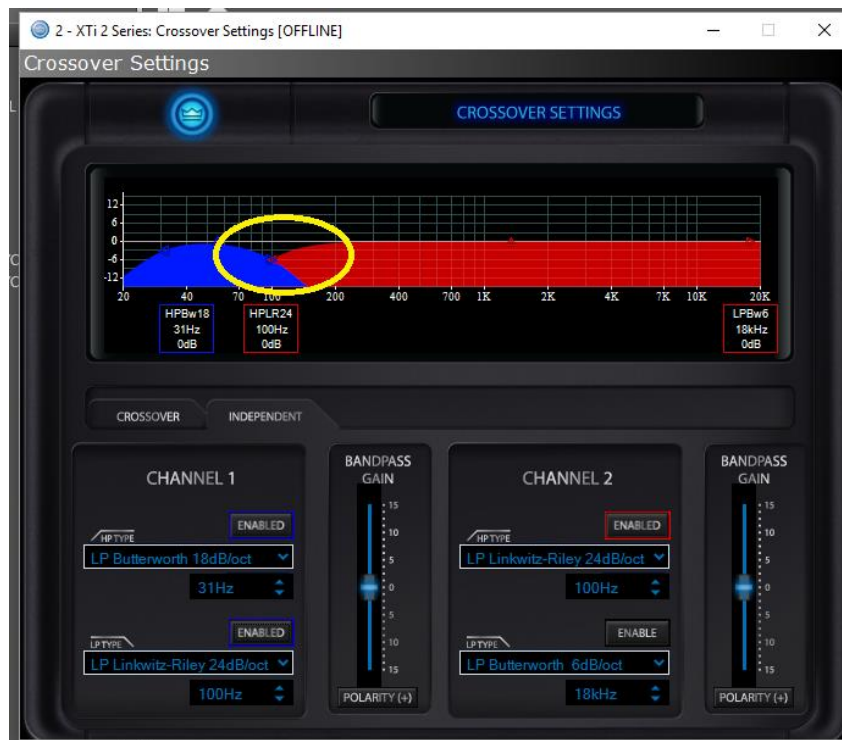 2 - XTi 2 Series: Crossover Settings [OFFLINE]
Crossover Settings
CROSSOVER SETTINGS
12
6
0
-6
-12
20 40 70 100 200 400 700 1K 2K 4K 7K 10K 20K
HPBw18 HPLR24 LPBw6
31Hz 100Hz 18kHz
0dB 0dB 0dB
CROSSOVER INDEPENDENT
CHANNEL 1
ENABLED
HP TYPE
LP Butterworth 18dB/oct
31Hz
ENABLED
LP TYPE
LP Linkwitz-Riley 24dB/oct
100Hz
BANDPASS
GAIN
15
10
5
0
5
10
15
POLARITY (+)
CHANNEL 2
ENABLED
HP TYPE
LP Linkwitz-Riley 24dB/oct
100Hz
ENABLE
LP TYPE
LP Butterworth 6dB/oct
18kHz
BANDPASS
GAIN
15
10
5
0
5
10
15
POLARITY (+)